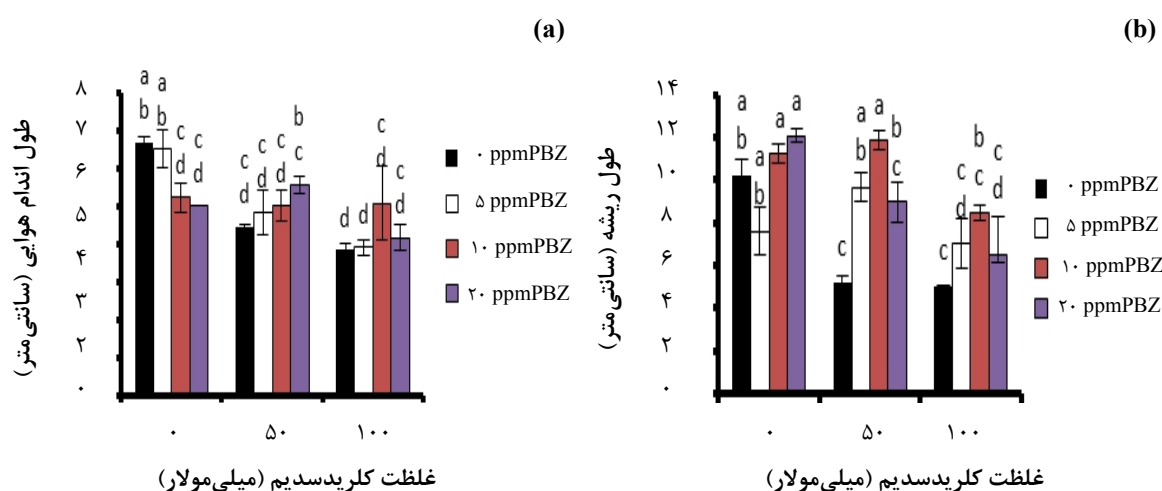 (a)
طول اندام هوایی (سانتی‌متر)
۸
۷
۶
۵
۴
۳
۲
۰
a b
a b
c d
c d
c d
c d
c d
b c
d
d
c d
c d
۰ ۵۰ ۱۰۰
غلظت کلریدسدیم (میلی‌مولار)
۰ ppmPBZ
۵ ppmPBZ
۱۰ ppmPBZ
۲۰ ppmPBZ
(b)
طول ریشه (سانتی‌متر)
۱۴
۱۲
۱۰
۸
۶
۴
۲
۰
a b
a b
a
a
c
a b
a
b c
c
c d
b c
c d
۰ ۵۰ ۱۰۰
غلظت کلریدسدیم (میلی‌مولار)
۰ ppmPBZ
۵ ppmPBZ
۱۰ ppmPBZ
۲۰ ppmPBZ